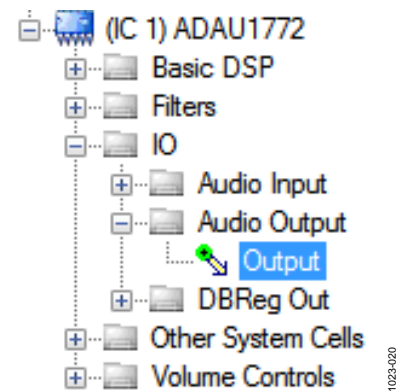 (IC 1) ADAU1772
Basic DSP
Filters
IO
Audio Input
Audio Output
Output
DBReg Out
Other System Cells
Volume Controls
1023-020